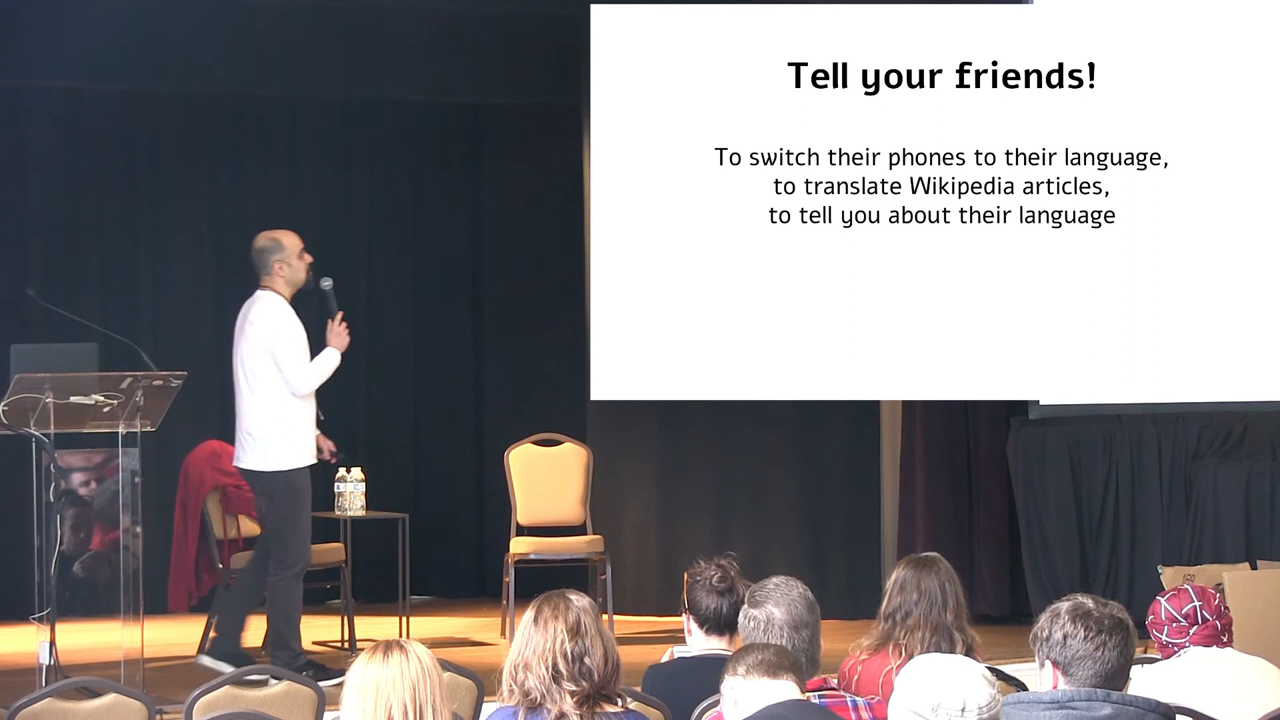 Tell your friends!
To switch their phones to their language,
to translate Wikipedia articles,
to tell you about their language